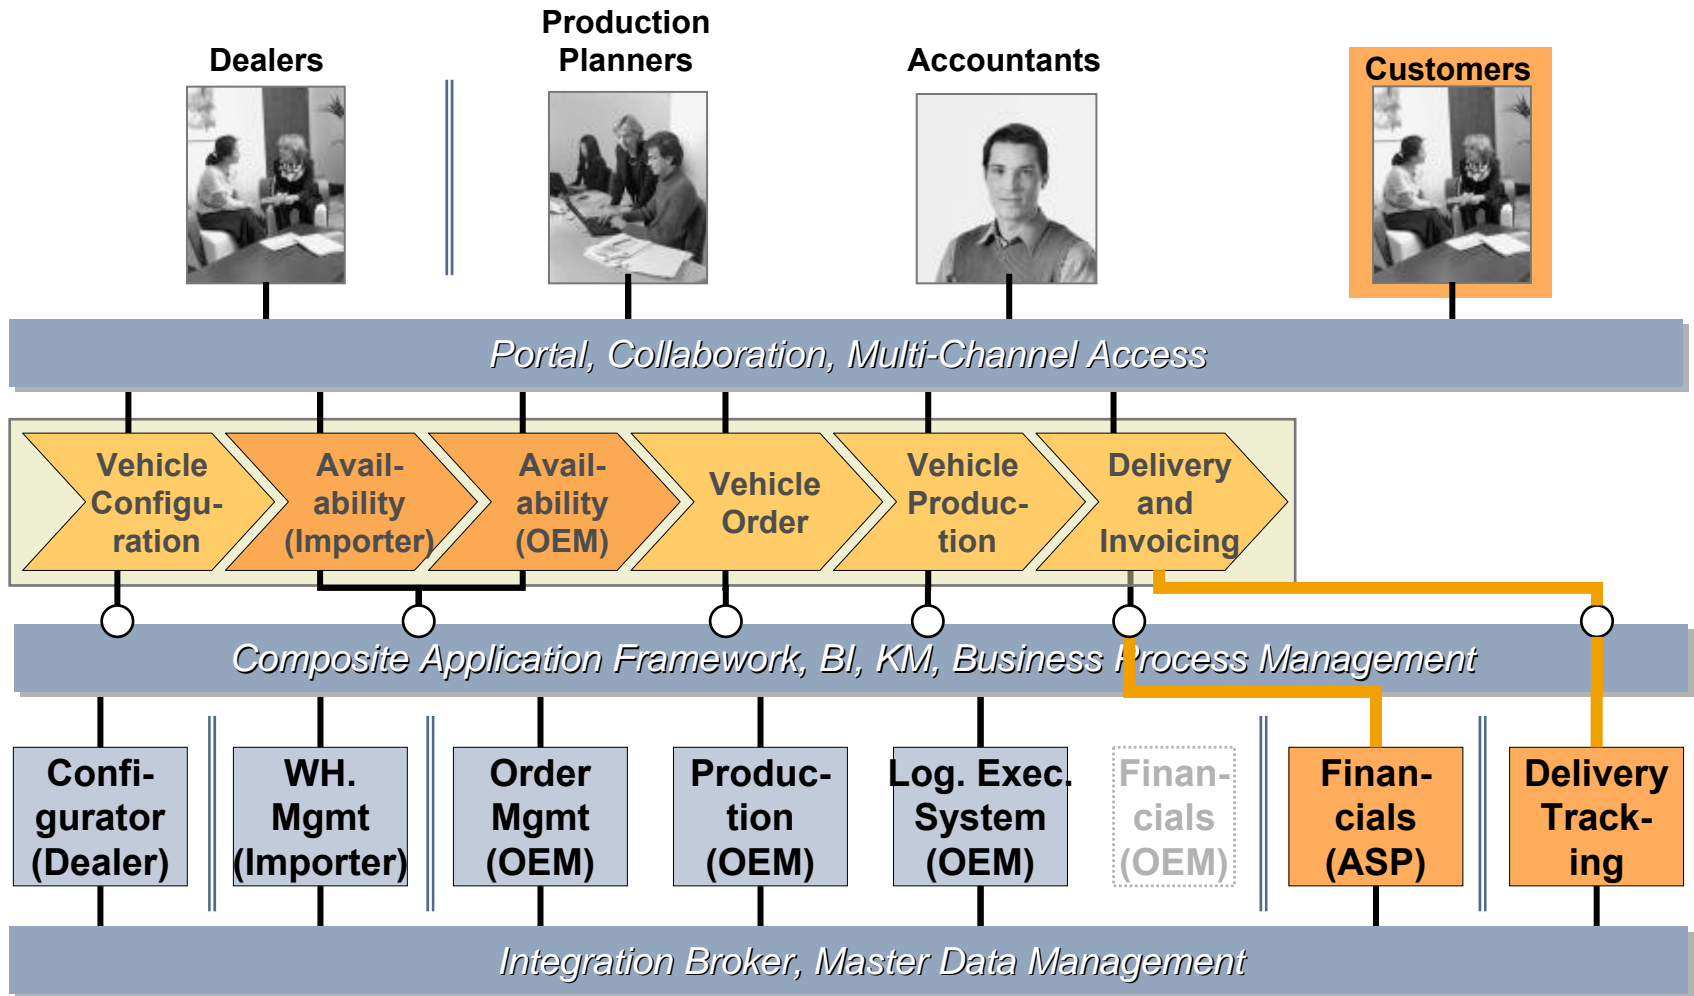 Dealers
Production
Planners
Accountants
Customers
Portal, Collaboration, Multi-Channel Access
Vehicle
Configu-
ration
Avail-
ability
(Importer)
Avail-
ability
(OEM)
Vehicle
Order
Vehicle
Produc-
tion
Delivery
and
Invoicing
Composite Application Framework, BI, KM, Business Process Management
Confi-
gurator
(Dealer)
WH.
Mgmt
(Importer)
Order
Mgmt
(OEM)
Produc-
tion
(OEM)
Log. Exec.
System
(OEM)
Finan-
cials
(OEM)
Finan-
cials
(ASP)
Delivery
Track-
ing
Integration Broker, Master Data Management